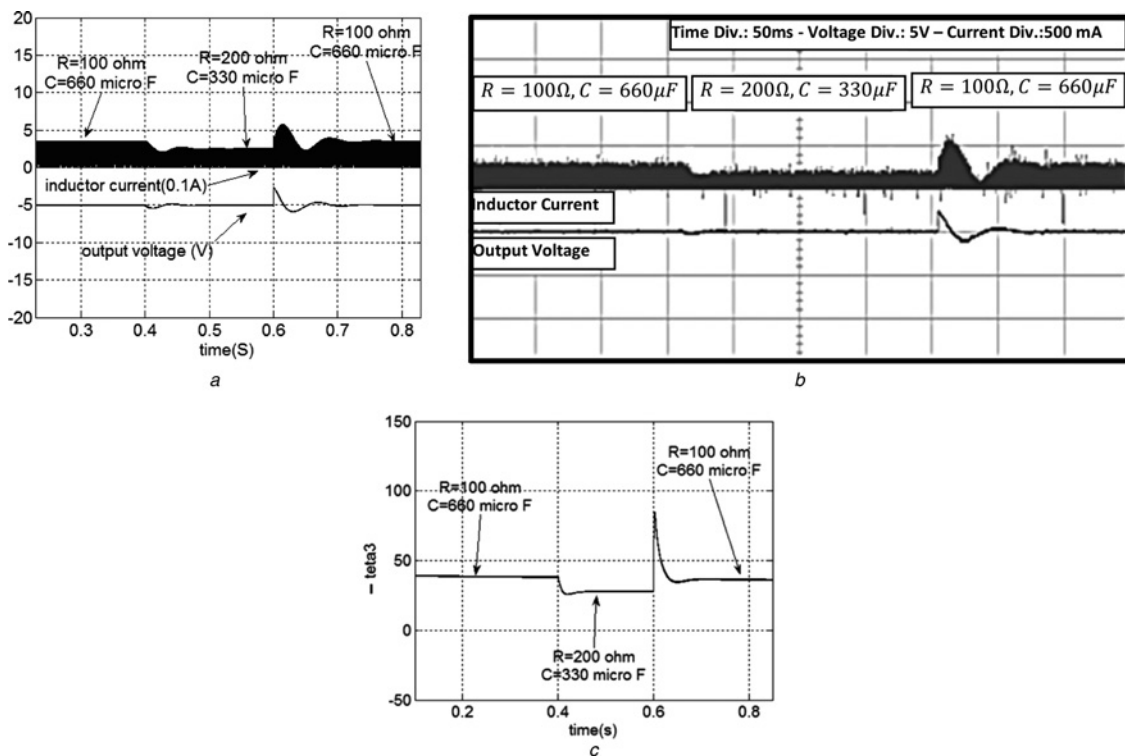 20
15
10
5
0
-5
-10
-15
-20
R=100 ohm
C=660 micro F
R=200 ohm
C=330 micro F
R=100 ohm
C=660 micro F
inductor current(0.1A)
output voltage (V)
0.3 0.4 0.5 0.6 0.7 0.8
time(S)
a
Time Div.: 50ms - Voltage Div.: 5V – Current Div.:500 mA
R = 100Ω, C = 660μF
R = 200Ω, C = 330μF
R = 100Ω, C = 660μF
Inductor Current
Output Voltage
b
150
100
50
0
-50
– teta3
R=100 ohm
C=660 micro F
R=100 ohm
C=660 micro F
R=200 ohm
C=330 micro F
0.2 0.4 0.6 0.8
time(s)
c